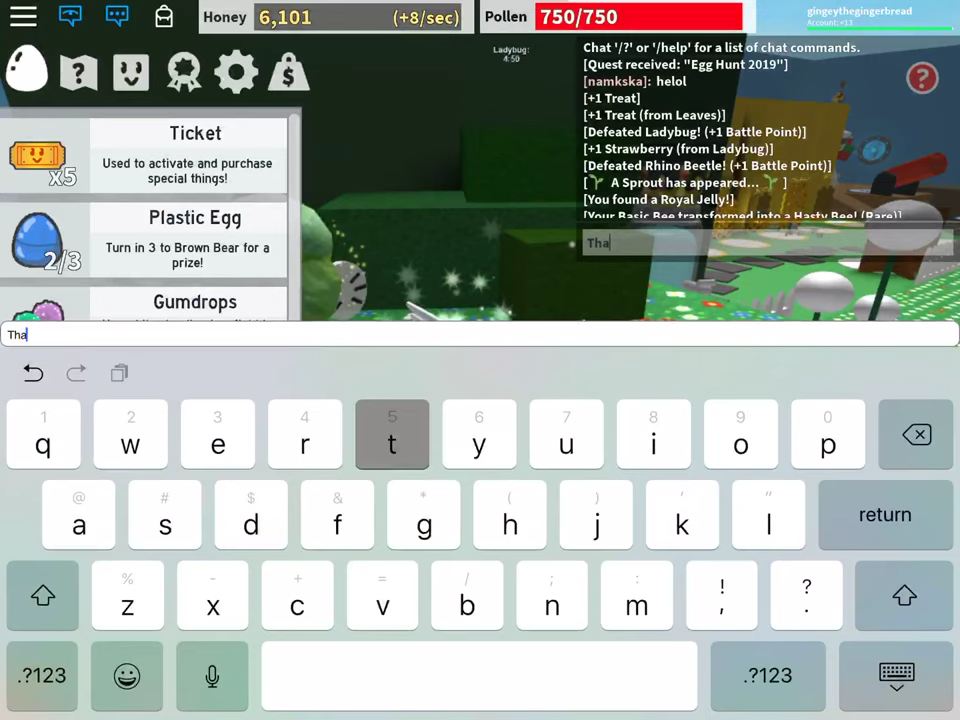 Honey 6,101 (+8/sec)
Pollen 750/750
gingeythegingerbread
Account: <13
Ladybug:
4:50
Chat '/?' or '/help' for a list of chat commands.
[Quest received: "Egg Hunt 2019"]
[namkska]: helol
[+1 Treat]
[+1 Treat (from Leaves)]
[Defeated Ladybug! (+1 Battle Point)]
[+1 Strawberry (from Ladybug)]
[Defeated Rhino Beetle! (+1 Battle Point)]
[ A Sprout has appeared... ]
[You found a Royal Jelly!]
[Your Basic Bee transformed into a Hasty Bee! (Rare)]
Tha
?
?
$
Ticket
Used to activate and purchase
special things!
x5
Plastic Egg
Turn in 3 to Brown Bear for a
prize!
2/3
Gumdrops
Tha
1 2 3 4 5 6 7 8 9 0
q w e r t y u i o p
@ # $ & * ( ) ' "
a s d f g h j k l return
% - + = / ; : ! ?
z x c v b n m , .
.?123 .?123